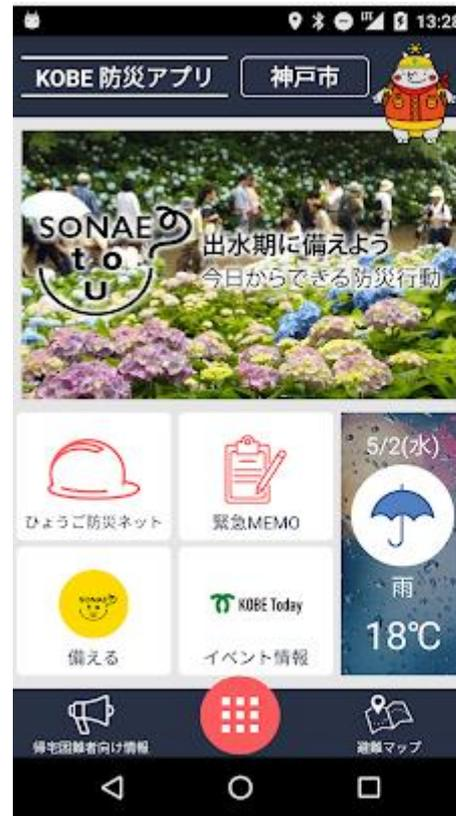 13:28
KOBE 防災アプリ
神戸市
SONAE
to
U
出水期に備えよう
今日からできる防災行動
ひょうご防災ネット
緊急MEMO
5/2(水)
雨
18℃
SONAE
to
U
備える
KOBE Today
イベント情報
帰宅困難者向け情報
避難マップ